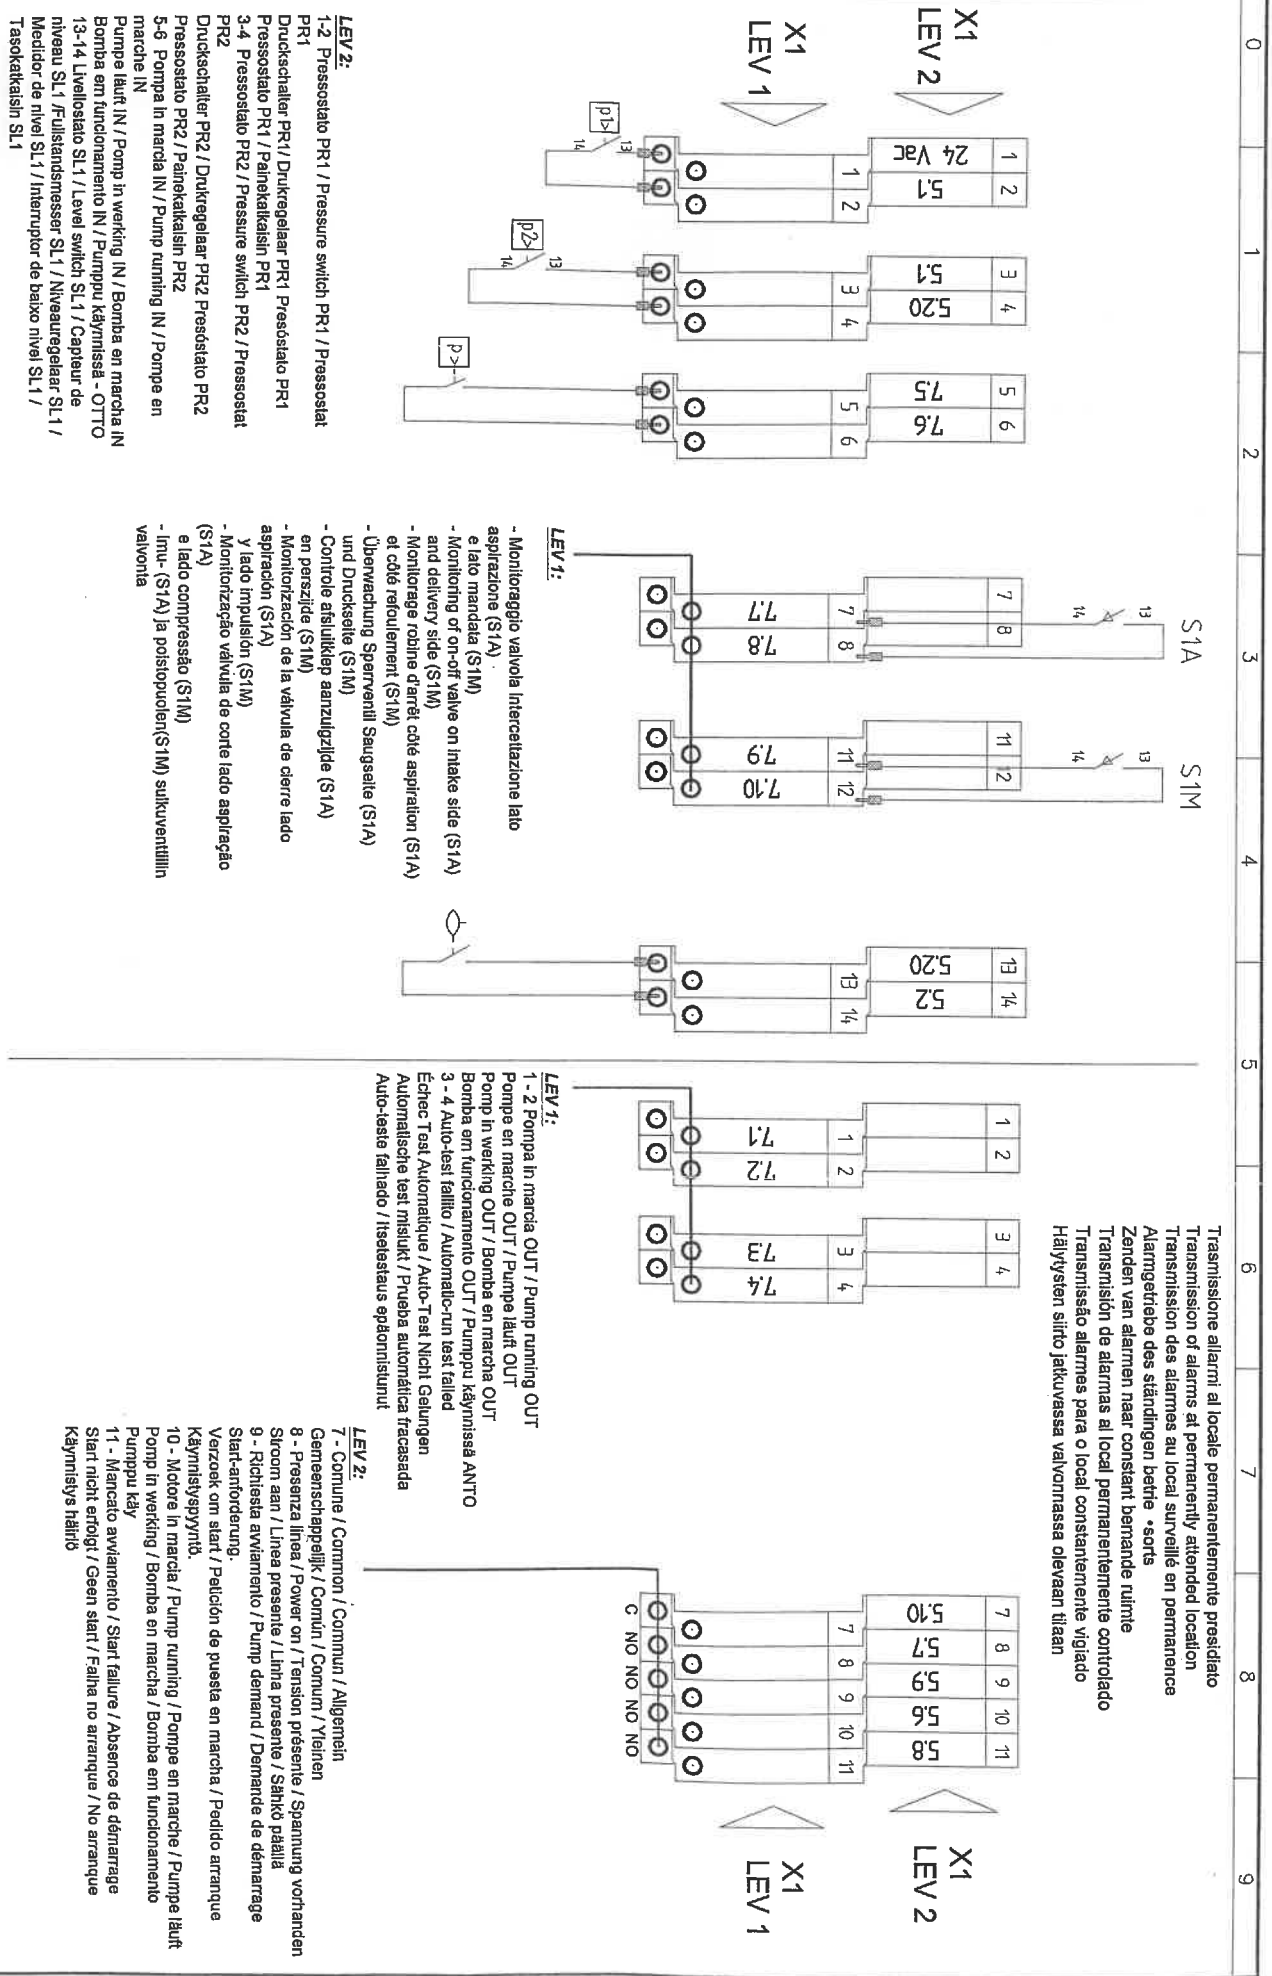 0 1 2 3 4 5 6 7 8 9
X1
LEV 2
X1
LEV 1
1 2
24 Vac 5.1
1 2
13
14
p1>
3 4
5.1 5.20
3 4
13
14
p2>
5 6
7.5 7.6
5 6
p>
LEV 2:
1-2 Pressostato PR1 / Pressure switch PR1 / Pressostat
PR1
Druckschalter PR1/ Drukregelaar PR1 Presóstato PR1
Pressostato PR1 / Painekatkaisin PR1
3-4 Pressostato PR2 / Pressure switch PR2 / Pressostat
PR2
Druckschalter PR2 / Drukregelaar PR2 Presóstato PR2
Pressostato PR2 / Painekatkaisin PR2
5-6 Pompa in marcia IN / Pump running IN / Pompe en
marche IN
Pumpe läuft IN / Pomp in werking IN / Bomba en marcha IN
Bomba em funcionamento IN / Pumppu käynnissä - OTTO
13-14 Livellostato SL1 / Level switch SL1 / Capteur de
niveau SL1 /Fullstandsmesser SL1 / Niveauregelaar SL1 /
Medidor de nivel SL1 / Interruptor de baixo nivel SL1 /
Tasokatkaisin SL1
S1A
13
14
7 8
7 8
7.7 7.8
S1M
13
14
11 12
11 12
7.9 7.10
LEV 1:
- Monitoraggio valvola intercettazione lato
aspirazione (S1A)
e lato mandata (S1M)
- Monitoring of on-off valve on intake side (S1A)
and delivery side (S1M)
- Monitorage robine d'arrêt côté aspiration (S1A)
et côté refoulement (S1M)
- Überwachung Sperrventil Saugseite (S1A)
und Druckseite (S1M)
- Controle afsluitklep aanzuigzijde (S1A)
en perszijde (S1M)
- Monitorización de la válvula de cierre lado
aspiración (S1A)
y lado impulsión (S1M)
- Monitorização válvula de corte lado aspiração
(S1A)
e lado compressão (S1M)
- Imu- (S1A) ja poistopuolen(S1M) sulkuventtiilin
valvonta
13 14
5.20 5.2
13 14
Trasmissione allarmi al locale permanentemente presidiato
Transmission of alarms at permanently attended location
Transmission des alarmes au local surveillé en permanence
Alarmgetriebe des ständingen betrie •sorts
Zenden van alarmen naar constant bemande ruimte
Transmisión de alarmas al local permanentemente controlado
Transmissão alarmes para o local constantemente vigiado
Hälytysten siirto jatkuvassa valvonnassa olevaan tilaan
1 2
1 2
7.1 7.2
3 4
3 4
7.3 7.4
LEV 1:
1 - 2 Pompa in marcia OUT / Pump running OUT
Pompe en marche OUT / Pumpe läuft OUT
Pomp in werking OUT / Bomba en marcha OUT
Bomba em funcionamento OUT / Pumppu käynnissä ANTO
3 - 4 Auto-test fallito / Automatic-run test failed
Échec Test Automatique / Auto-Test Nicht Gelungen
Automatische test mislukt / Prueba automática fracasada
Auto-teste falhado / Itsetestaus epäonnistunut
X1
LEV 2
X1
LEV 1
7 8 9 10 11
5.10 5.7 5.9 5.6 5.8
7 8 9 10 11
C NO NO NO NO
LEV 2:
7 - Comune / Common / Commun / Allgemein
Gemeenschappelijk / Común / Comum / Yleinen
8 - Presenza linea / Power on / Tension présente / Spannung vorhanden
Stroom aan / Linea presente / Linha presente / Sähkö päällä
9 - Richiesta avviamento / Pump demand / Demande de démarrage
Start-anforderung.
Verzoek om start / Petición de puesta en marcha / Pedido arranque
Käynnistyspyyntö.
10 - Motore in marcia / Pump running / Pompe en marche / Pumpe läuft
Pomp in werking / Bomba en marcha / Bomba em funcionamento
Pumppu käy
11 - Mancato avviamento / Start failure / Absence de démarrage
Start nicht erfolgt / Geen start / Falha no arranque / No arranque
Käynnistys häiriö